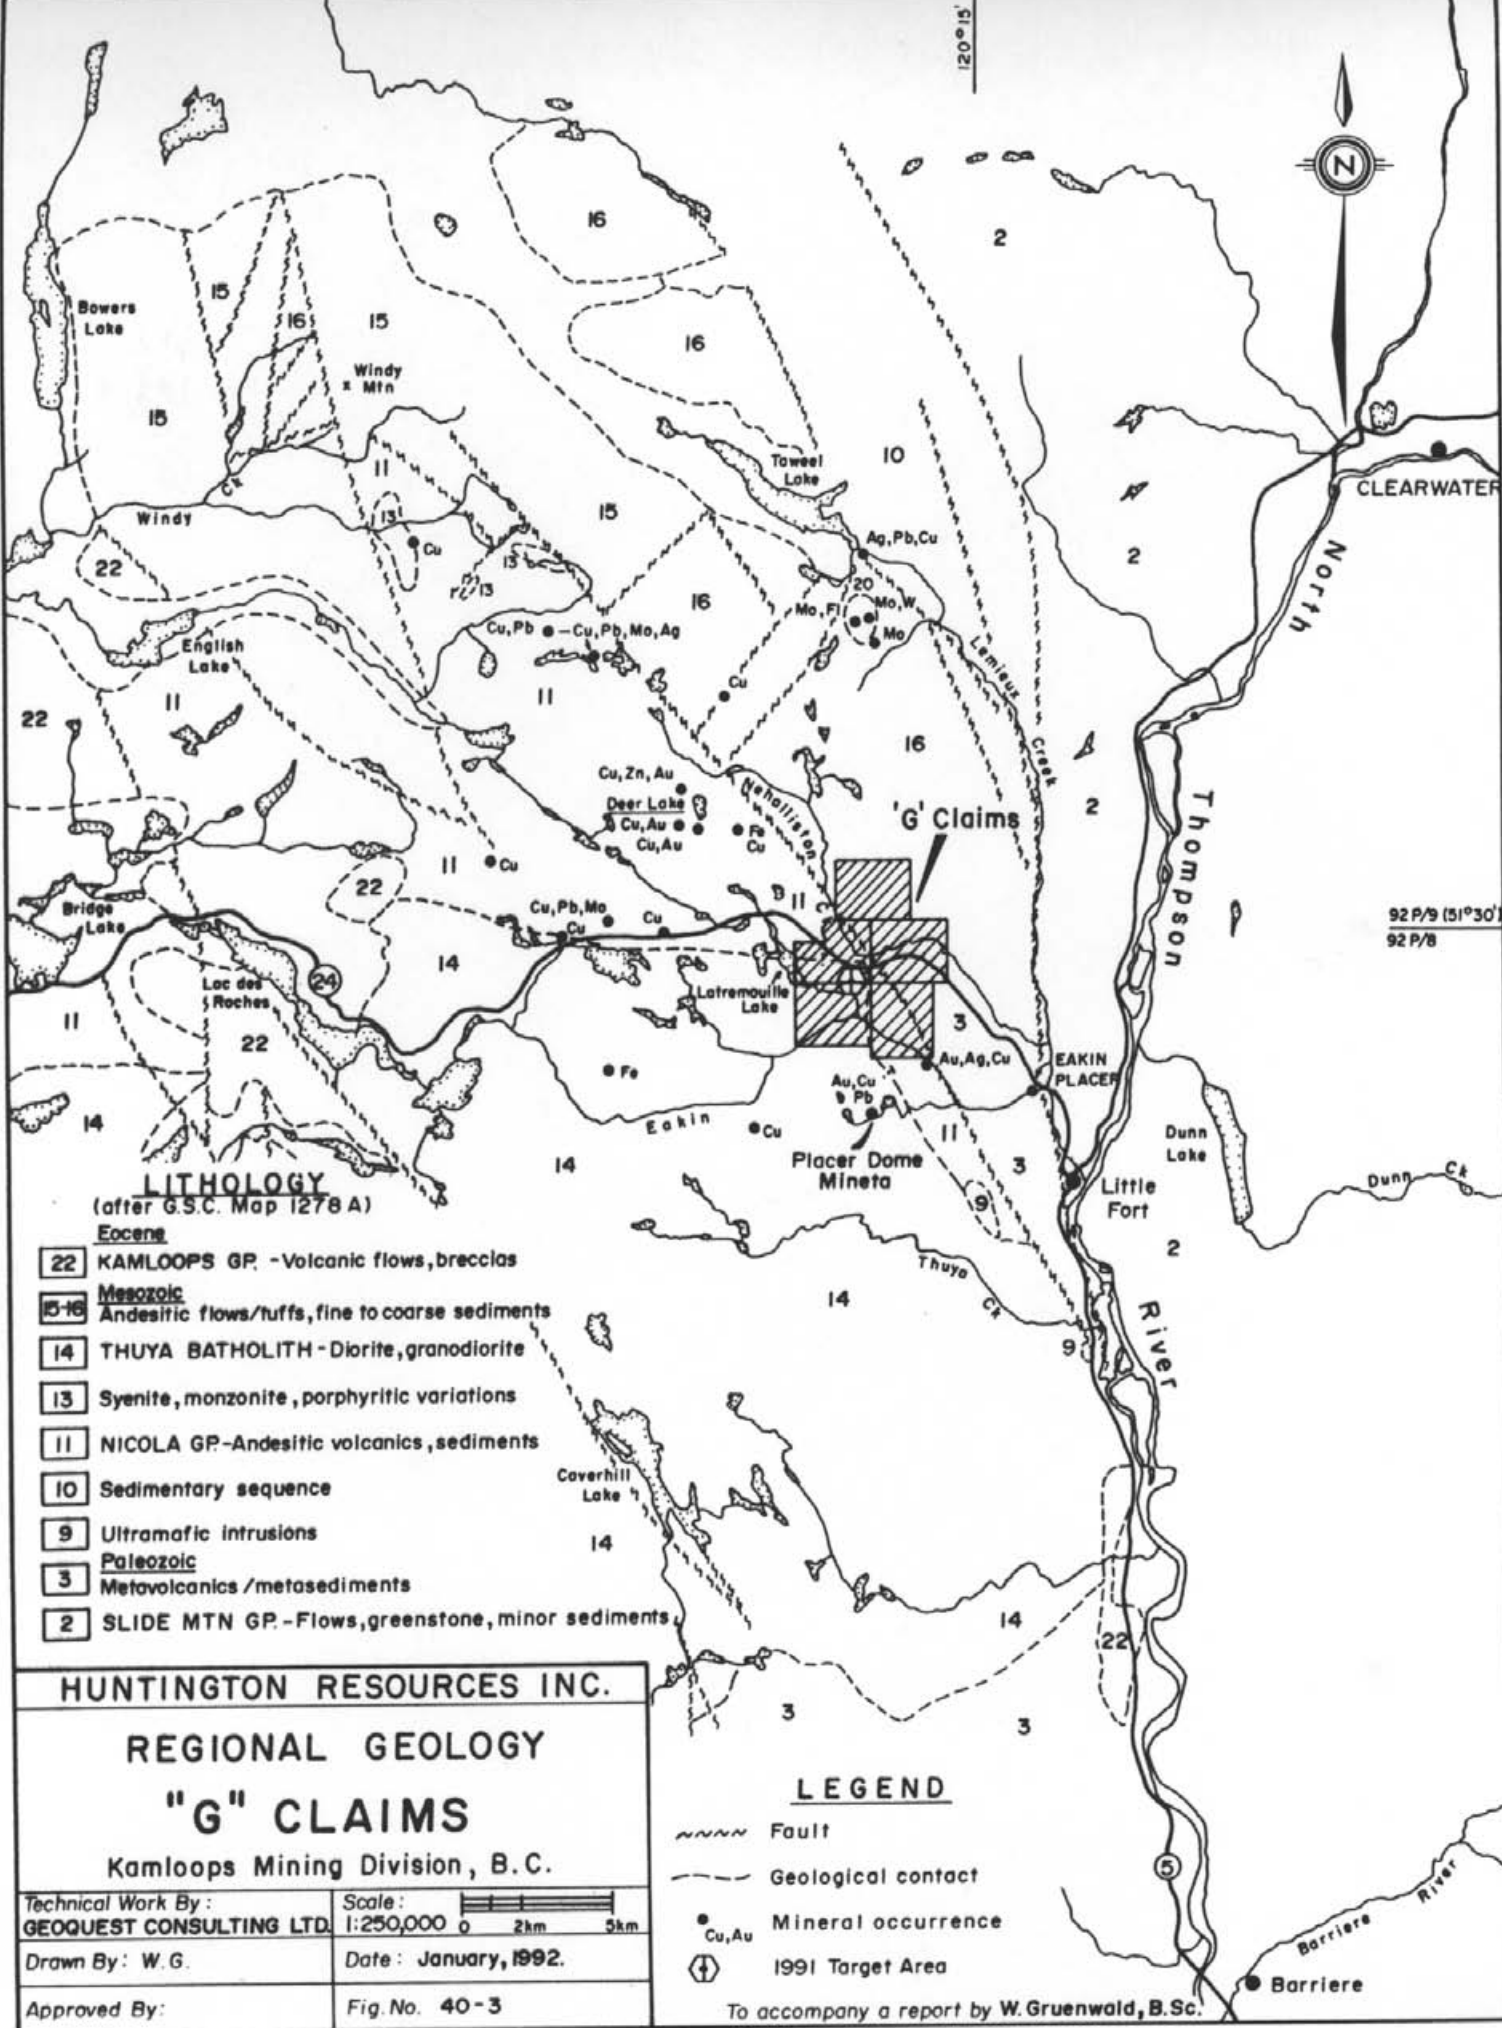 120°15'
N
16
2
15
Bowers
Lake
16
15
16
Windy
x Mtn
15
10
Taweel
Lake
11
CLEARWATER
Ck
15
13
Windy
North
Cu
Ag,Pb,Cu
2
22
13
13
20
16
Mo,Fl
Mo,W
Cu,Pb
Cu,Pb,Mo,Ag
Mo
English
Lake
Lemieux
Creek
Cu
11
11
22
16
Cu,Zn,Au
Nehalliston
Deer Lake
'G' Claims
2
Thompson
Cu,Au
Fe
Cu,Au
Cu
11
Cu
22
11
Bridge
Lake
Cu,Pb,Mo
Cu
Cu
92 P/9 (51°30')
92 P/8
14
24
Lac des
Roches
Latremouille
Lake
11
22
3
Au,Ag,Cu
EAKIN
PLACER
Fe
Au,Cu
Pb
14
Eakin
Cu
11
Dunn
Lake
14
Placer Dome
Mineta
3
Dunn Ck
Little
Fort
9
2
Thuya
Ck
14
River
9
LITHOLOGY
(after G.S.C. Map 1278A)
Eocene
22 KAMLOOPS GP. -Volcanic flows, breccias
Mesozoic
15-16 Andesitic flows/tuffs, fine to coarse sediments
14 THUYA BATHOLITH - Diorite, granodiorite
13 Syenite, monzonite, porphyritic variations
11 NICOLA GP.-Andesitic volcanics, sediments
10 Sedimentary sequence
9 Ultramafic intrusions
Paleozoic
3 Metavolcanics/metasediments
2 SLIDE MTN GP.-Flows, greenstone, minor sediments
Caverhill
Lake
14
14
22
3
3
HUNTINGTON RESOURCES INC.
REGIONAL GEOLOGY
"G" CLAIMS
Kamloops Mining Division, B.C.
Technical Work By:
GEOQUEST CONSULTING LTD.
Scale:
1:250,000 0 2km 5km
Drawn By: W.G.
Date: January, 1992.
Approved By:
Fig. No. 40-3
LEGEND
Fault
Geological contact
Cu,Au Mineral occurrence
1991 Target Area
5
Barriere River
Barriere
To accompany a report by W. Gruenwald, B.Sc.